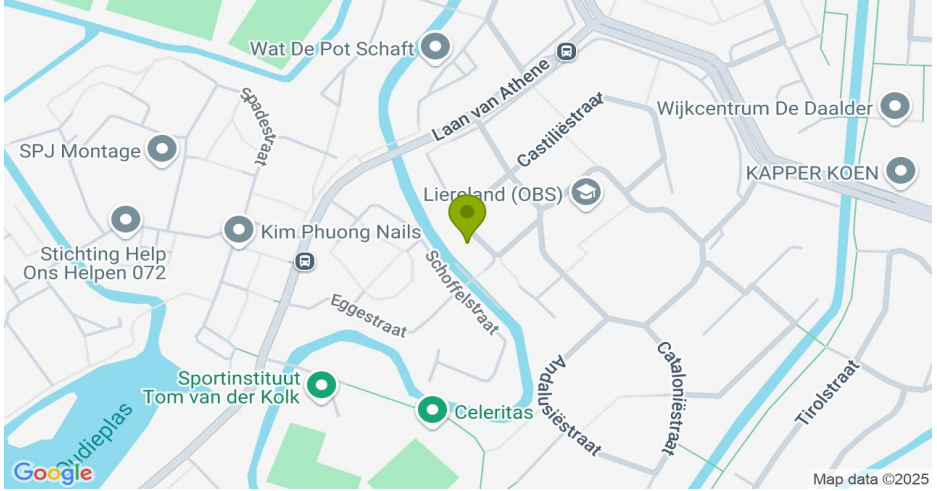 Wat De Pot Schaft
Laan van Athene
Spadestraat
Castiliëstraat
Wijkcentrum De Daalder
SPJ Montage
KAPPER KOEN
Liereland (OBS)
Kim Phuong Nails
Stichting Help
Ons Helpen 072
Schoffelstraat
Eggestraat
Andalusiëstraat
Cataloniëstraat
Tirolstraat
Sportinstituut
Tom van der Kolk
Celeritas
Oudieplas
Google
Map data ©2025